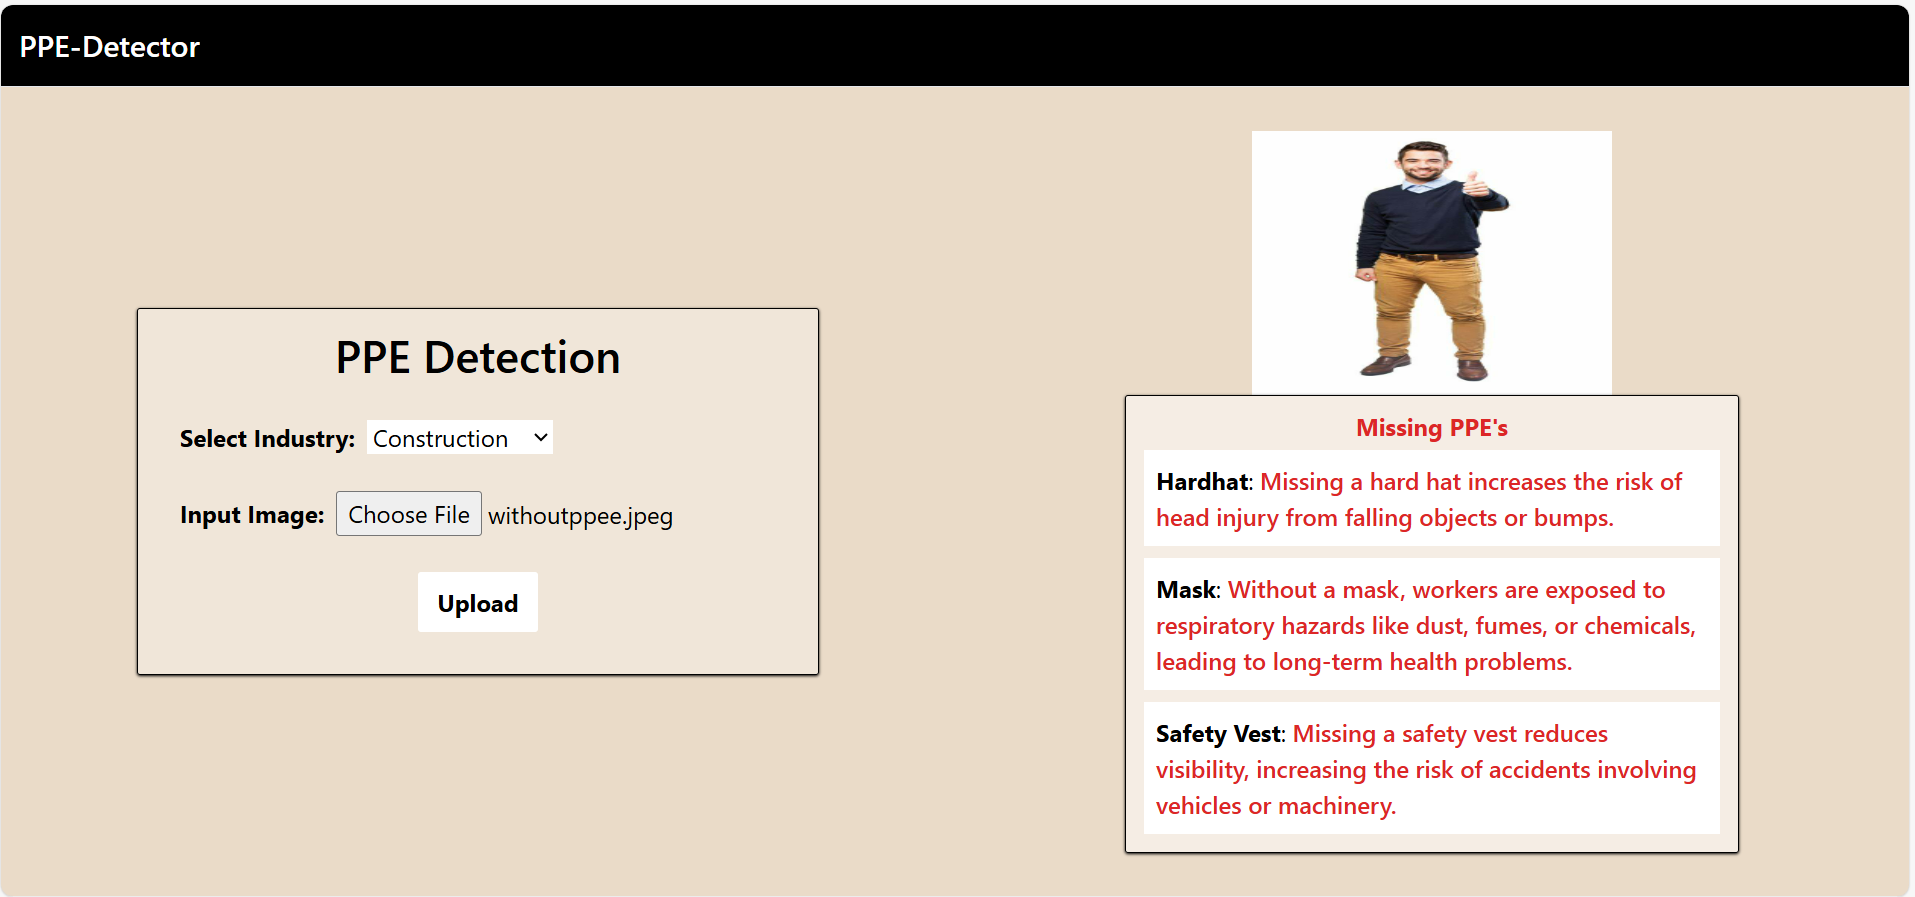 PPE-Detector
PPE Detection
Select Industry: Construction
Input Image: Choose File withoutppee.jpeg
Upload
Missing PPE's
Hardhat: Missing a hard hat increases the risk of
head injury from falling objects or bumps.
Mask: Without a mask, workers are exposed to
respiratory hazards like dust, fumes, or chemicals,
leading to long-term health problems.
Safety Vest: Missing a safety vest reduces
visibility, increasing the risk of accidents involving
vehicles or machinery.